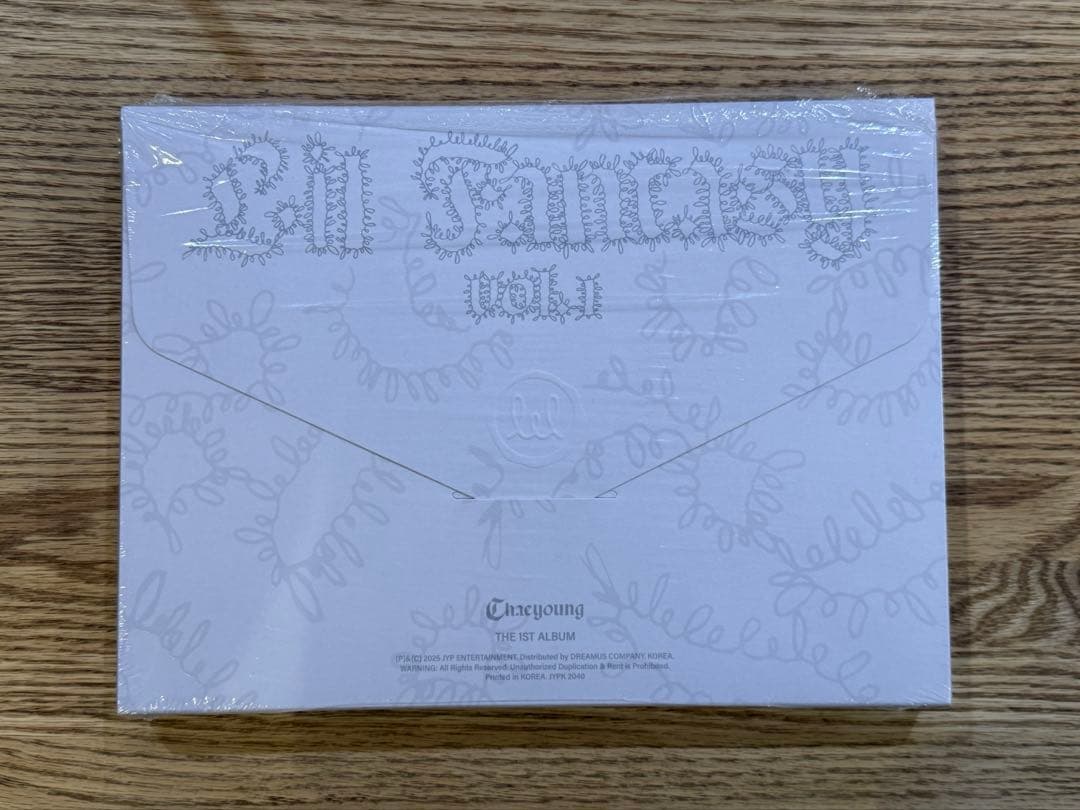 Lil Fantasy
vol.1
lil
Chaeyoung
THE 1ST ALBUM
(P)&(C) 2025 JYP ENTERTAINMENT. Distributed by DREAMUS COMPANY. KOREA.
WARNING: All Rights Reserved. Unauthorized Duplication & Rent is Prohibited.
Printed in KOREA. JYPK 2040